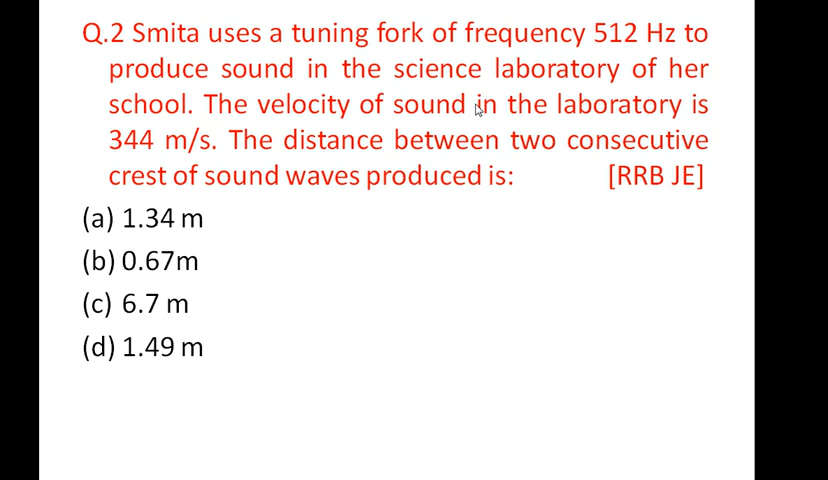 Q.2 Smita uses a tuning fork of frequency 512 Hz to
produce sound in the science laboratory of her
school. The velocity of sound in the laboratory is
344 m/s. The distance between two consecutive
crest of sound waves produced is: [RRB JE]
(a) 1.34 m
(b) 0.67m
(c) 6.7 m
(d) 1.49 m